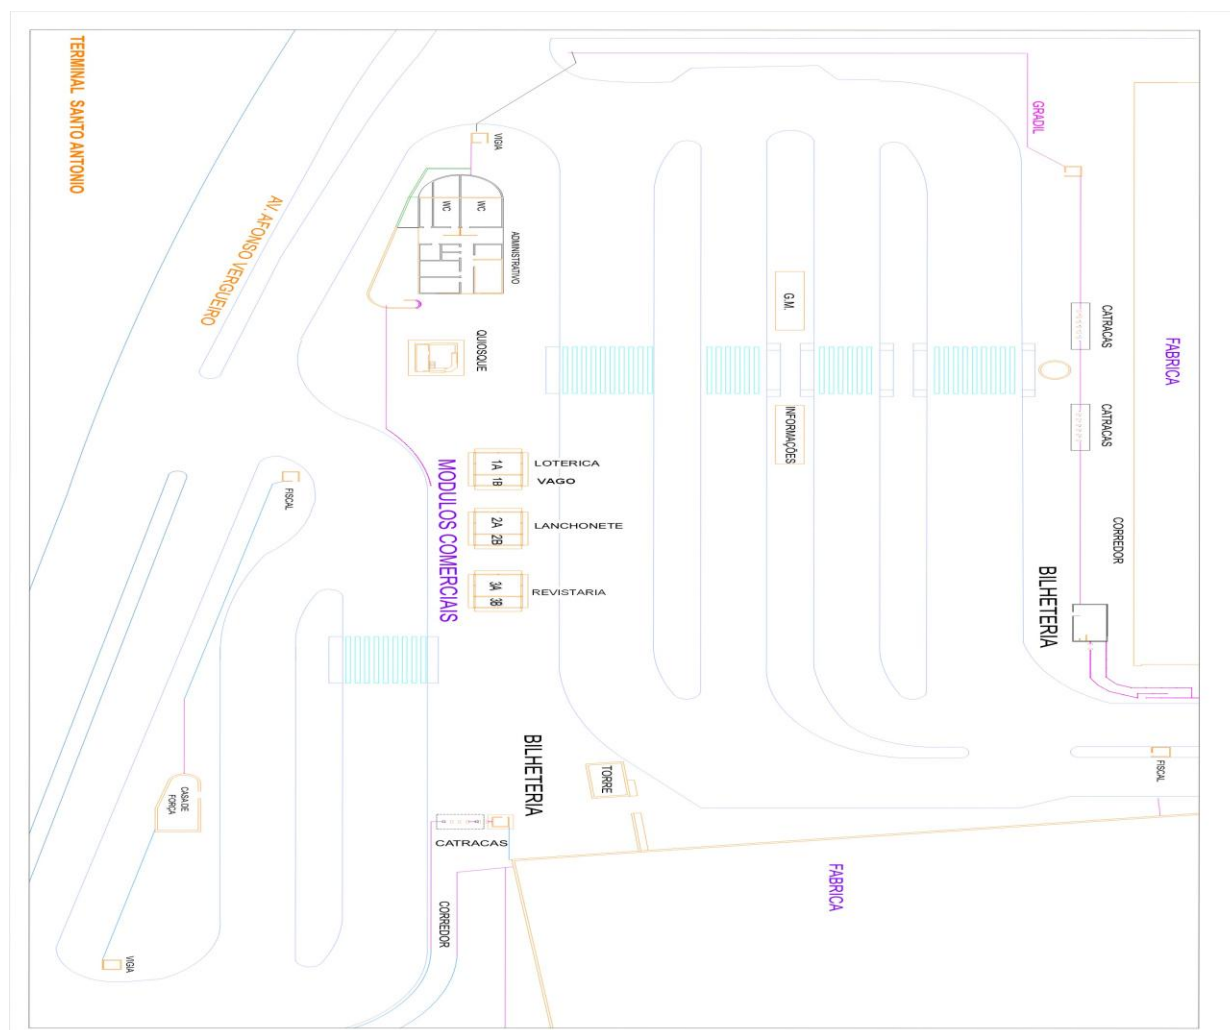 TERMINAL SANTO ANTONIO
AV. AFONSO VERGUEIRO
VIGIA
WC
WC
ADMINISTRATIVO
QUIOSQUE
GRADIL
G.M.
CATRACAS
FABRICA
CATRACAS
INFORMAÇÕES
MODULOS COMERCIAIS
1A
1B
LOTERICA
VAGO
2A
2B
LANCHONETE
3A
3B
REVISTARIA
FISCAL
CORREDOR
BILHETERIA
BILHETERIA
TORRE
FISCAL
CASA DE
FORÇA
CATRACAS
FABRICA
CORREDOR
VIGIA